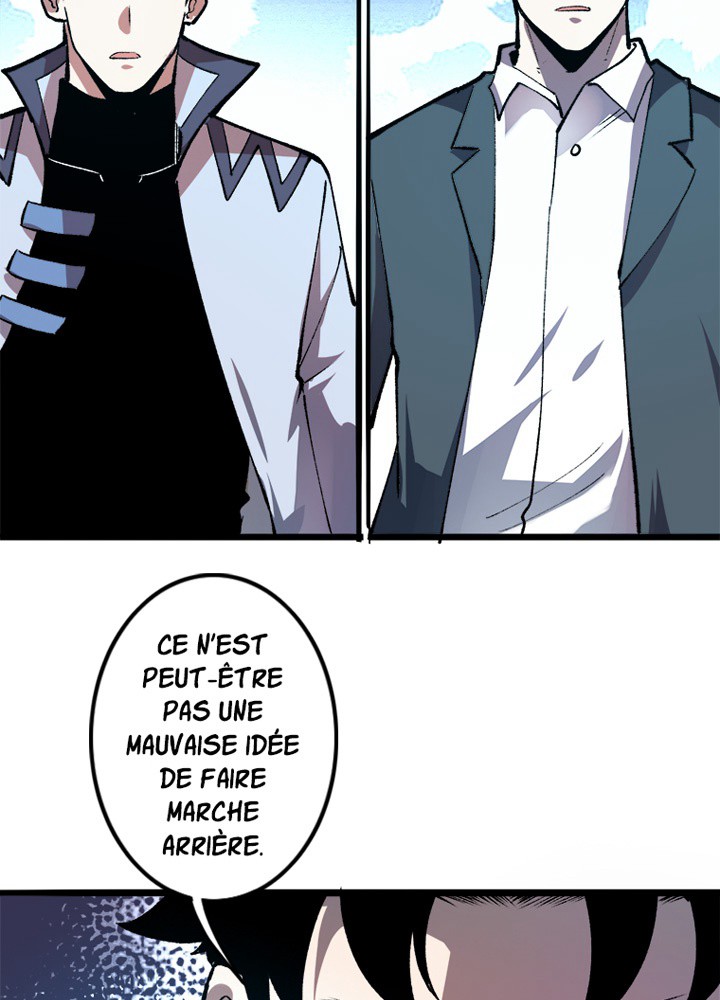 CE N'EST
PEUT-ÊTRE
PAS UNE
MAUVAISE IDÉE
DE FAIRE
MARCHE
ARRIÈRE.